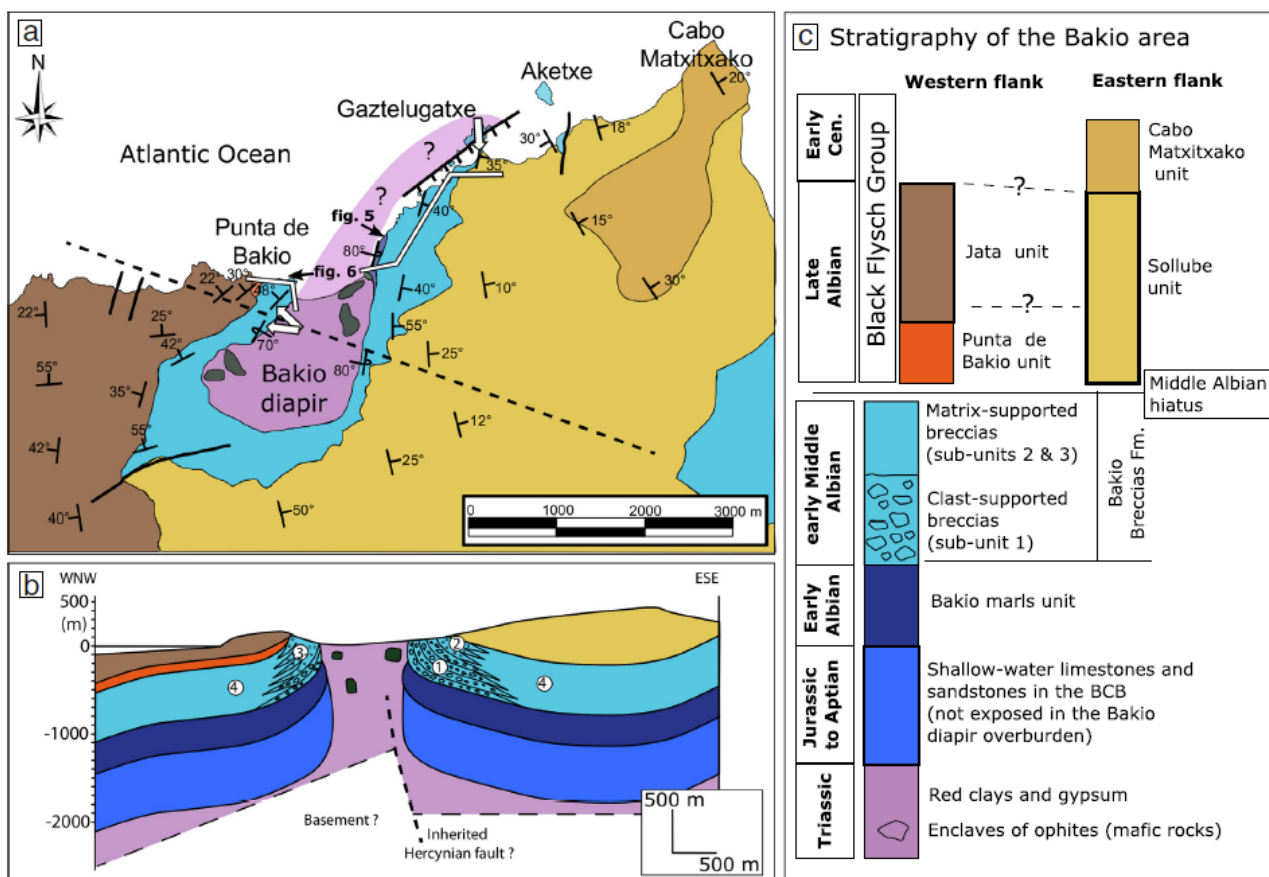 a
N
Atlantic Ocean
Cabo
Matxitxako
Aketxe
Gaztelugatxe
Punta de
Bakio
Bakio
diapir
fig. 5
fig. 6
?
?
20°
18°
30°
35°
40°
15°
30°
80°
30°
22°
48°
40°
10°
22°
25°
42°
70°
55°
25°
80°
55°
35°
12°
55°
42°
25°
50°
40°
0
1000
2000
3000 m
b
WNW
ESE
500
(m)
0
-1000
-2000
3
4
2
1
4
Basement ?
Inherited
Hercynian fault ?
500 m
500 m
c Stratigraphy of the Bakio area
Western flank
Eastern flank
Early Cen.
Late Albian
Black Flysch Group
Jata unit
Punta de
Bakio unit
?
?
Cabo
Matxitxako
unit
Sollube
unit
Middle Albian
hiatus
early Middle Albian
Matrix-supported
breccias
(sub-units 2 & 3)
Clast-supported
breccias
(sub-unit 1)
Bakio
Breccias Fm.
Early Albian
Bakio marls unit
Jurassic to Aptian
Shallow-water limestones and
sandstones in the BCB
(not exposed in the Bakio
diapir overburden)
Triassic
Red clays and gypsum
Enclaves of ophites (mafic rocks)